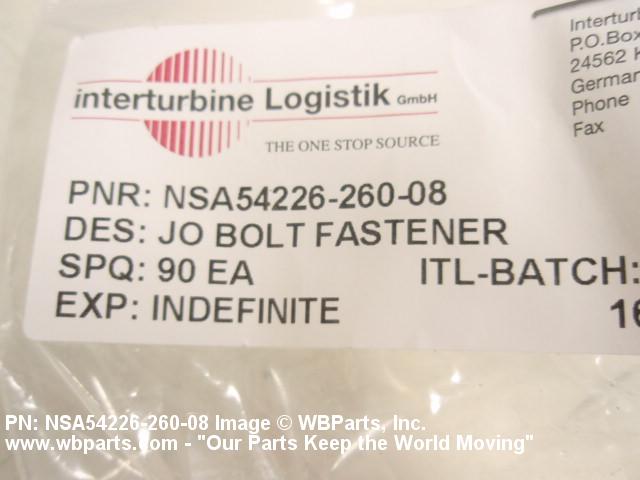 interturbine Logistik GmbH
THE ONE STOP SOURCE
P.O.Box
24562
German
Phone
Fax
PNR: NSA54226-260-08
DES: JO BOLT FASTENER
SPQ: 90 EA
ITL-BATCH:
EXP: INDEFINITE
16
PN: NSA54226-260-08 Image © WBParts, Inc.
www.wbparts.com - "Our Parts Keep the World Moving"